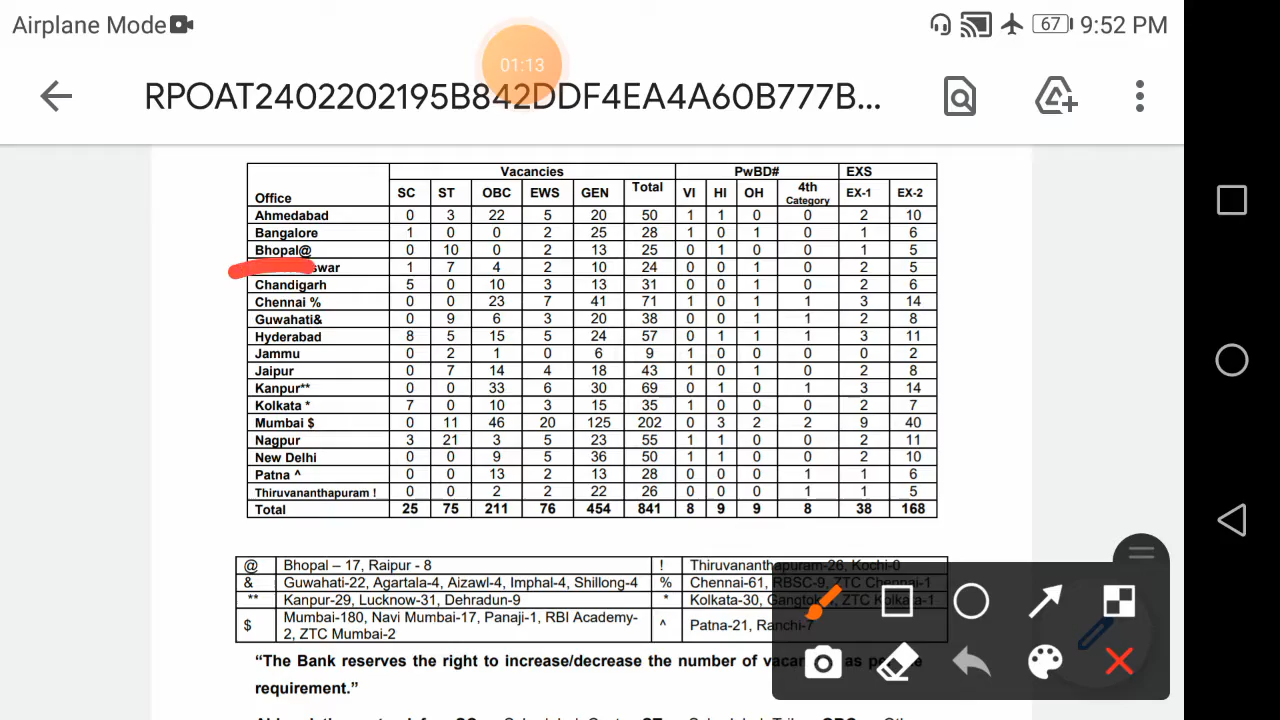 Airplane Mode
67 9:52 PM
01:13
RPOAT2402202195B842DDF4EA4A60B777B...
Office Vacancies PwBD# EXS
SC ST OBC EWS GEN Total VI HI OH 4th Category EX-1 EX-2
Ahmedabad 0 3 22 5 20 50 1 1 0 0 2 10
Bangalore 1 0 0 2 25 28 1 0 1 0 1 6
Bhopal@ 0 10 0 2 13 25 0 1 0 0 1 5
swar 1 7 4 2 10 24 0 0 1 0 2 5
Chandigarh 5 0 10 3 13 31 0 0 1 0 2 6
Chennai % 0 0 23 7 41 71 1 0 1 1 3 14
Guwahati& 0 9 6 3 20 38 0 0 1 1 2 8
Hyderabad 8 5 15 5 24 57 0 1 1 1 3 11
Jammu 0 2 1 0 6 9 1 0 0 0 0 2
Jaipur 0 7 14 4 18 43 1 0 1 0 2 8
Kanpur** 0 0 33 6 30 69 0 1 0 1 3 14
Kolkata * 7 0 10 3 15 35 1 0 0 0 2 7
Mumbai $ 0 11 46 20 125 202 0 3 2 2 9 40
Nagpur 3 21 3 5 23 55 1 1 0 0 2 11
New Delhi 0 0 9 5 36 50 1 1 0 0 2 10
Patna ^ 0 0 13 2 13 28 0 0 0 1 1 6
Thiruvananthapuram ! 0 0 2 2 22 26 0 0 0 1 1 5
Total 25 75 211 76 454 841 8 9 9 8 38 168
@ Bhopal – 17, Raipur - 8 ! Thiruvananthapuram-26, Kochi-0
& Guwahati-22, Agartala-4, Aizawl-4, Imphal-4, Shillong-4 % Chennai-61, RBSC-9, ZTC Chennai-1
** Kanpur-29, Lucknow-31, Dehradun-9 * Kolkata-30, Gangtok ZTC Kolkata-1
$ Mumbai-180, Navi Mumbai-17, Panaji-1, RBI Academy-
2, ZTC Mumbai-2 ^ Patna-21, Ranchi-7
“The Bank reserves the right to increase/decrease the number of as
requirement.”